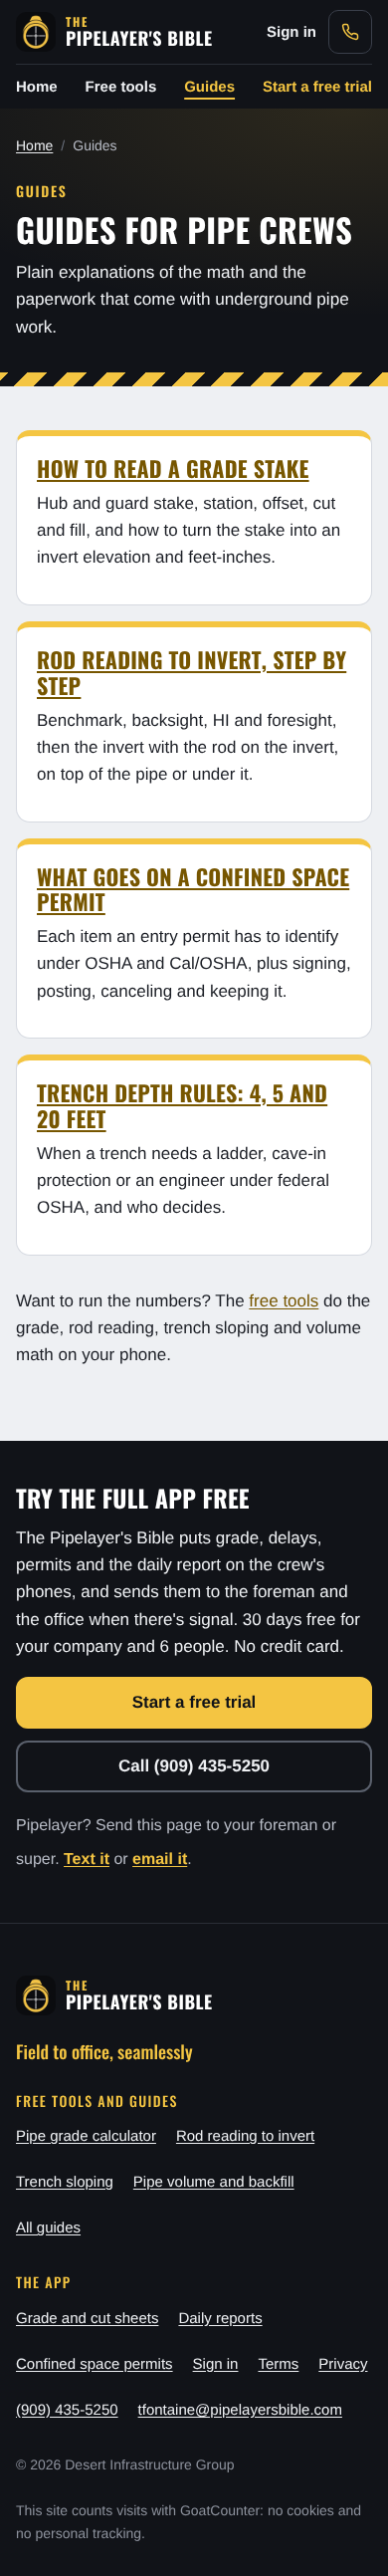 THE
PIPELAYER'S BIBLE
Sign in
Home Free tools Guides Start a free trial
Home / Guides
GUIDES
GUIDES FOR PIPE CREWS
Plain explanations of the math and the
paperwork that come with underground pipe
work.
HOW TO READ A GRADE STAKE
Hub and guard stake, station, offset, cut
and fill, and how to turn the stake into an
invert elevation and feet-inches.
ROD READING TO INVERT, STEP BY
STEP
Benchmark, backsight, HI and foresight,
then the invert with the rod on the invert,
on top of the pipe or under it.
WHAT GOES ON A CONFINED SPACE
PERMIT
Each item an entry permit has to identify
under OSHA and Cal/OSHA, plus signing,
posting, canceling and keeping it.
TRENCH DEPTH RULES: 4, 5 AND
20 FEET
When a trench needs a ladder, cave-in
protection or an engineer under federal
OSHA, and who decides.
Want to run the numbers? The free tools do the
grade, rod reading, trench sloping and volume
math on your phone.
TRY THE FULL APP FREE
The Pipelayer's Bible puts grade, delays,
permits and the daily report on the crew's
phones, and sends them to the foreman and
the office when there's signal. 30 days free for
your company and 6 people. No credit card.
Start a free trial
Call (909) 435-5250
Pipelayer? Send this page to your foreman or
super. Text it or email it.
THE
PIPELAYER'S BIBLE
Field to office, seamlessly
FREE TOOLS AND GUIDES
Pipe grade calculator Rod reading to invert
Trench sloping Pipe volume and backfill
All guides
THE APP
Grade and cut sheets Daily reports
Confined space permits Sign in Terms Privacy
(909) 435-5250 tfontaine@pipelayersbible.com
© 2026 Desert Infrastructure Group
This site counts visits with GoatCounter: no cookies and
no personal tracking.